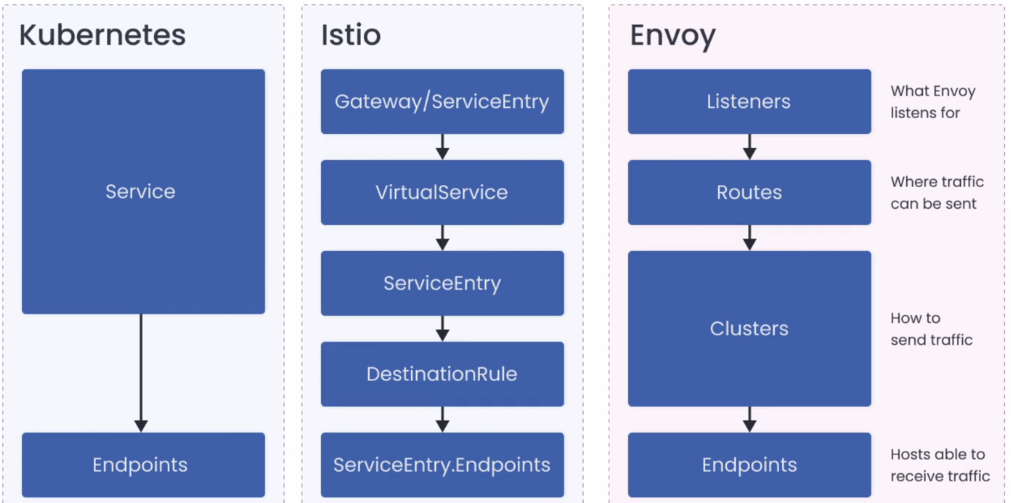 Kubernetes
Service
Endpoints
Istio
Gateway/ServiceEntry
VirtualService
ServiceEntry
DestinationRule
ServiceEntry.Endpoints
Envoy
Listeners
What Envoy
listens for
Routes
Where traffic
can be sent
Clusters
How to
send traffic
Endpoints
Hosts able to
receive traffic